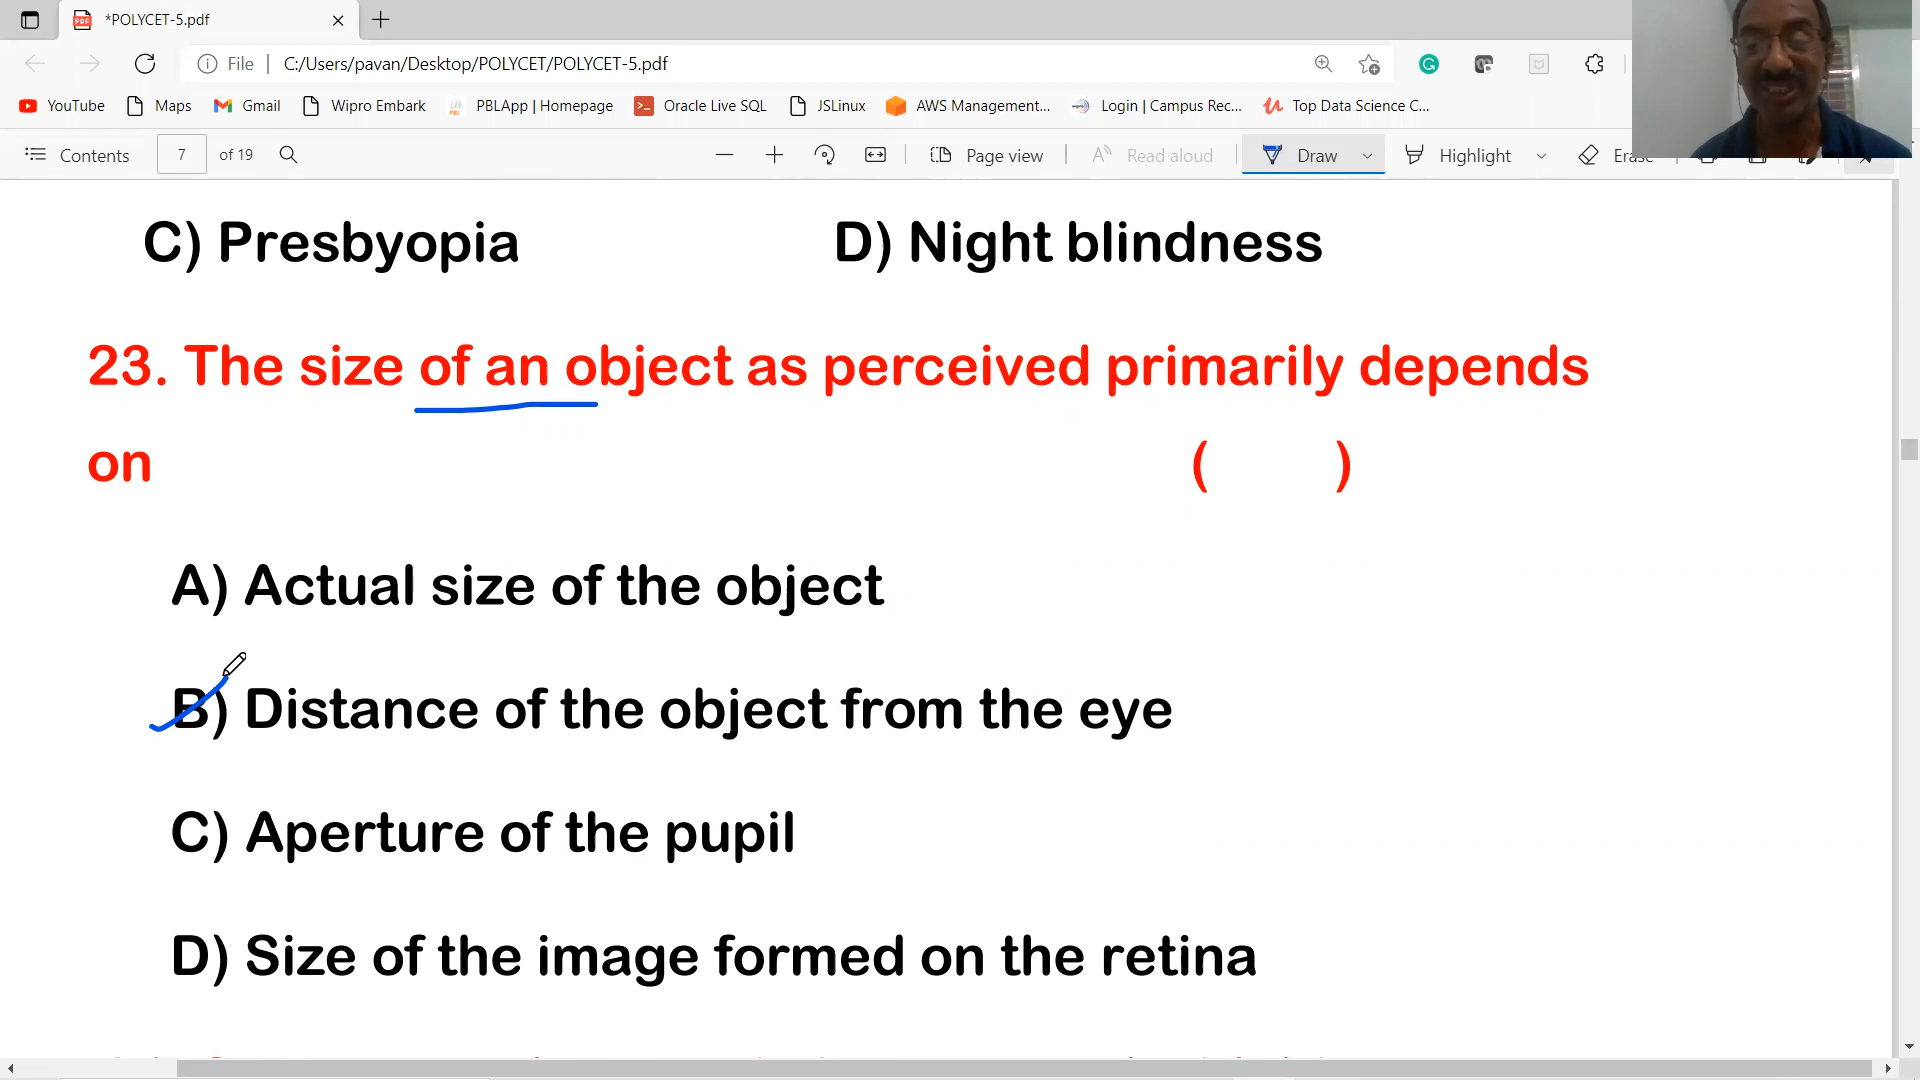 *POLYCET-5.pdf
File | C:/Users/pavan/Desktop/POLYCET/POLYCET-5.pdf
YouTube Maps Gmail Wipro Embark PBLApp | Homepage Oracle Live SQL JSLinux AWS Management... Login | Campus Rec... Top Data Science C...
Contents 7 of 19 Page view Read aloud Draw Highlight Erase
C) Presbyopia D) Night blindness
23. The size of an object as perceived primarily depends
on ( )
A) Actual size of the object
B) Distance of the object from the eye
C) Aperture of the pupil
D) Size of the image formed on the retina